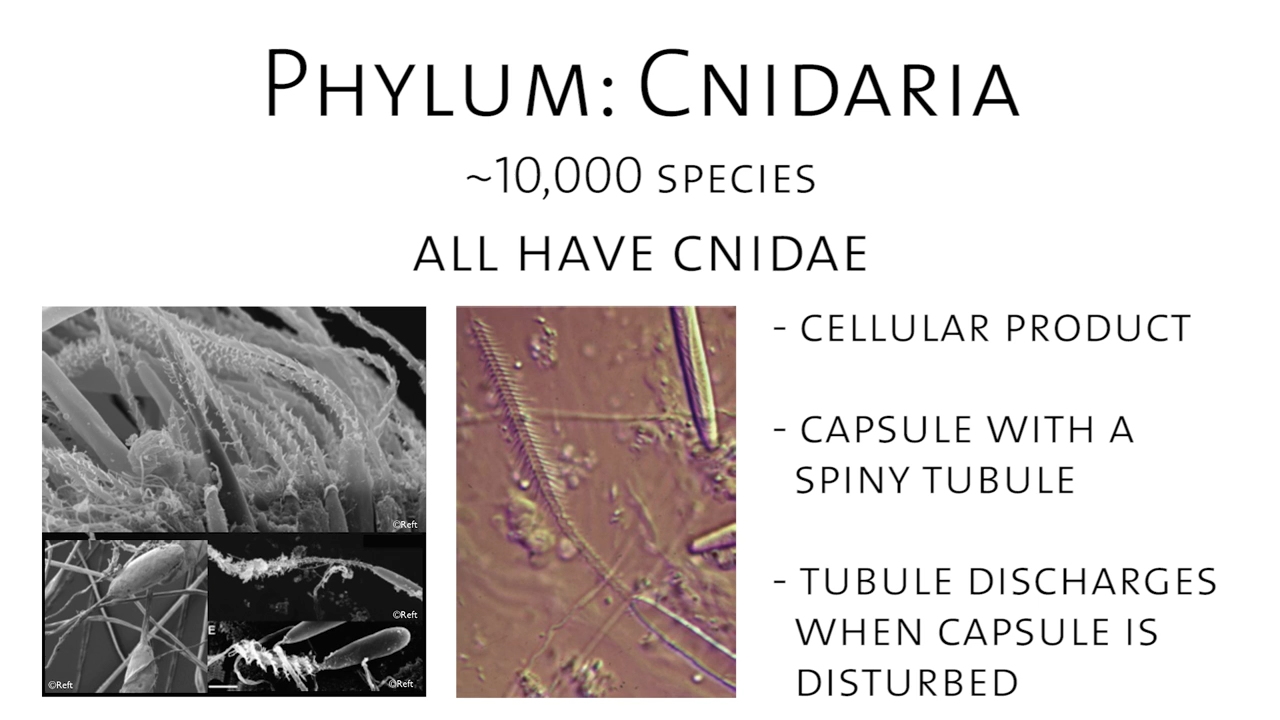 Phylum: Cnidaria
~10,000 species
all have cnidae
- cellular product
- capsule with a
spiny tubule
- tubule discharges
when capsule is
disturbed
©Reft
©Reft
E
©Reft
©Reft